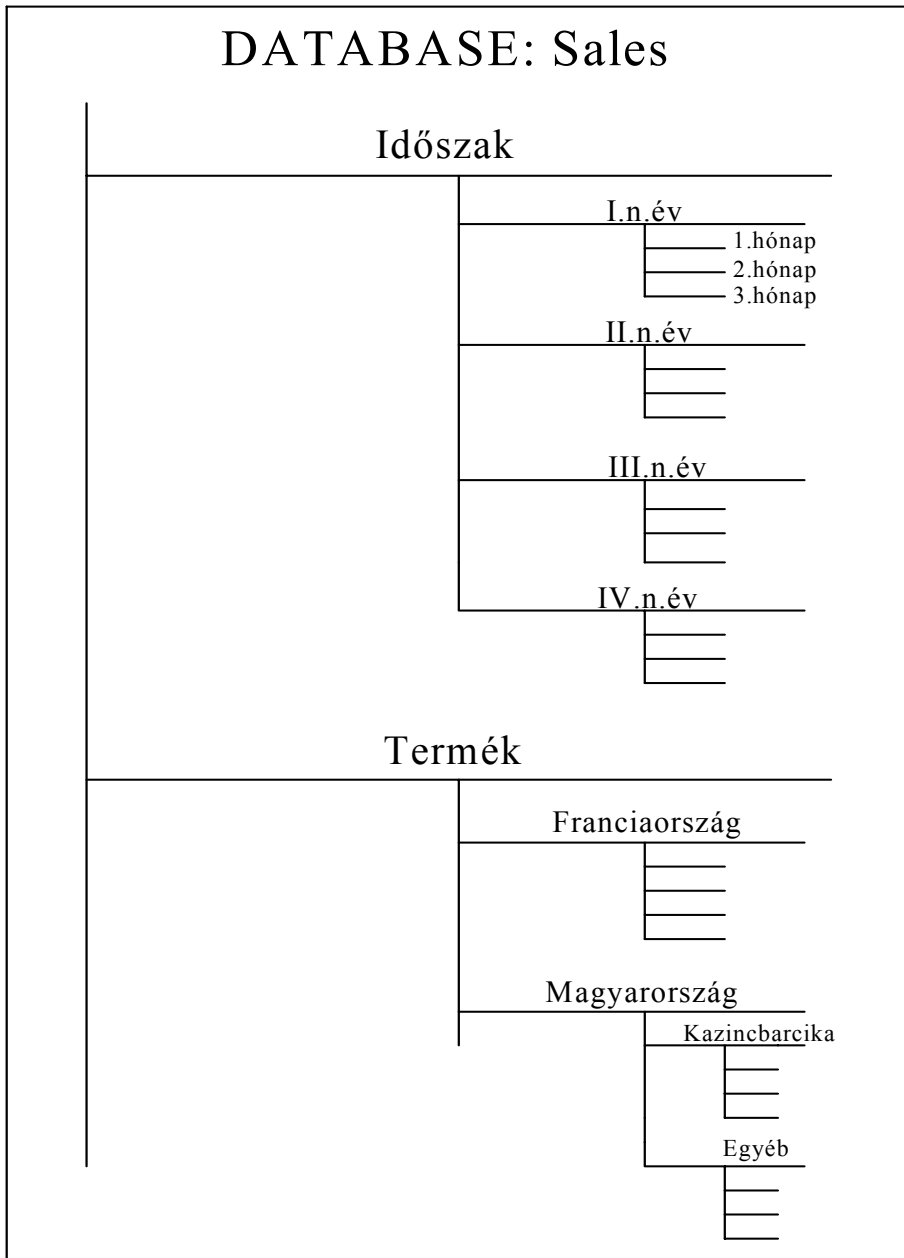 DATABASE: Sales
Időszak
I.n.év
1.hónap
2.hónap
3.hónap
II.n.év
III.n.év
IV.n.év
Termék
Franciaország
Magyarország
Kazincbarcika
Egyéb